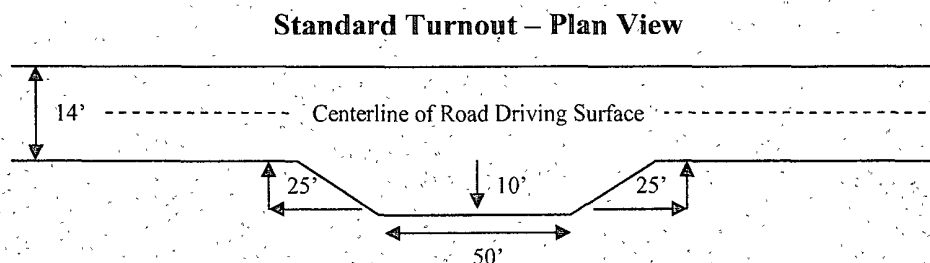 Standard Turnout – Plan View
14’
Centerline of Road Driving Surface
25’
10’
25’
50’